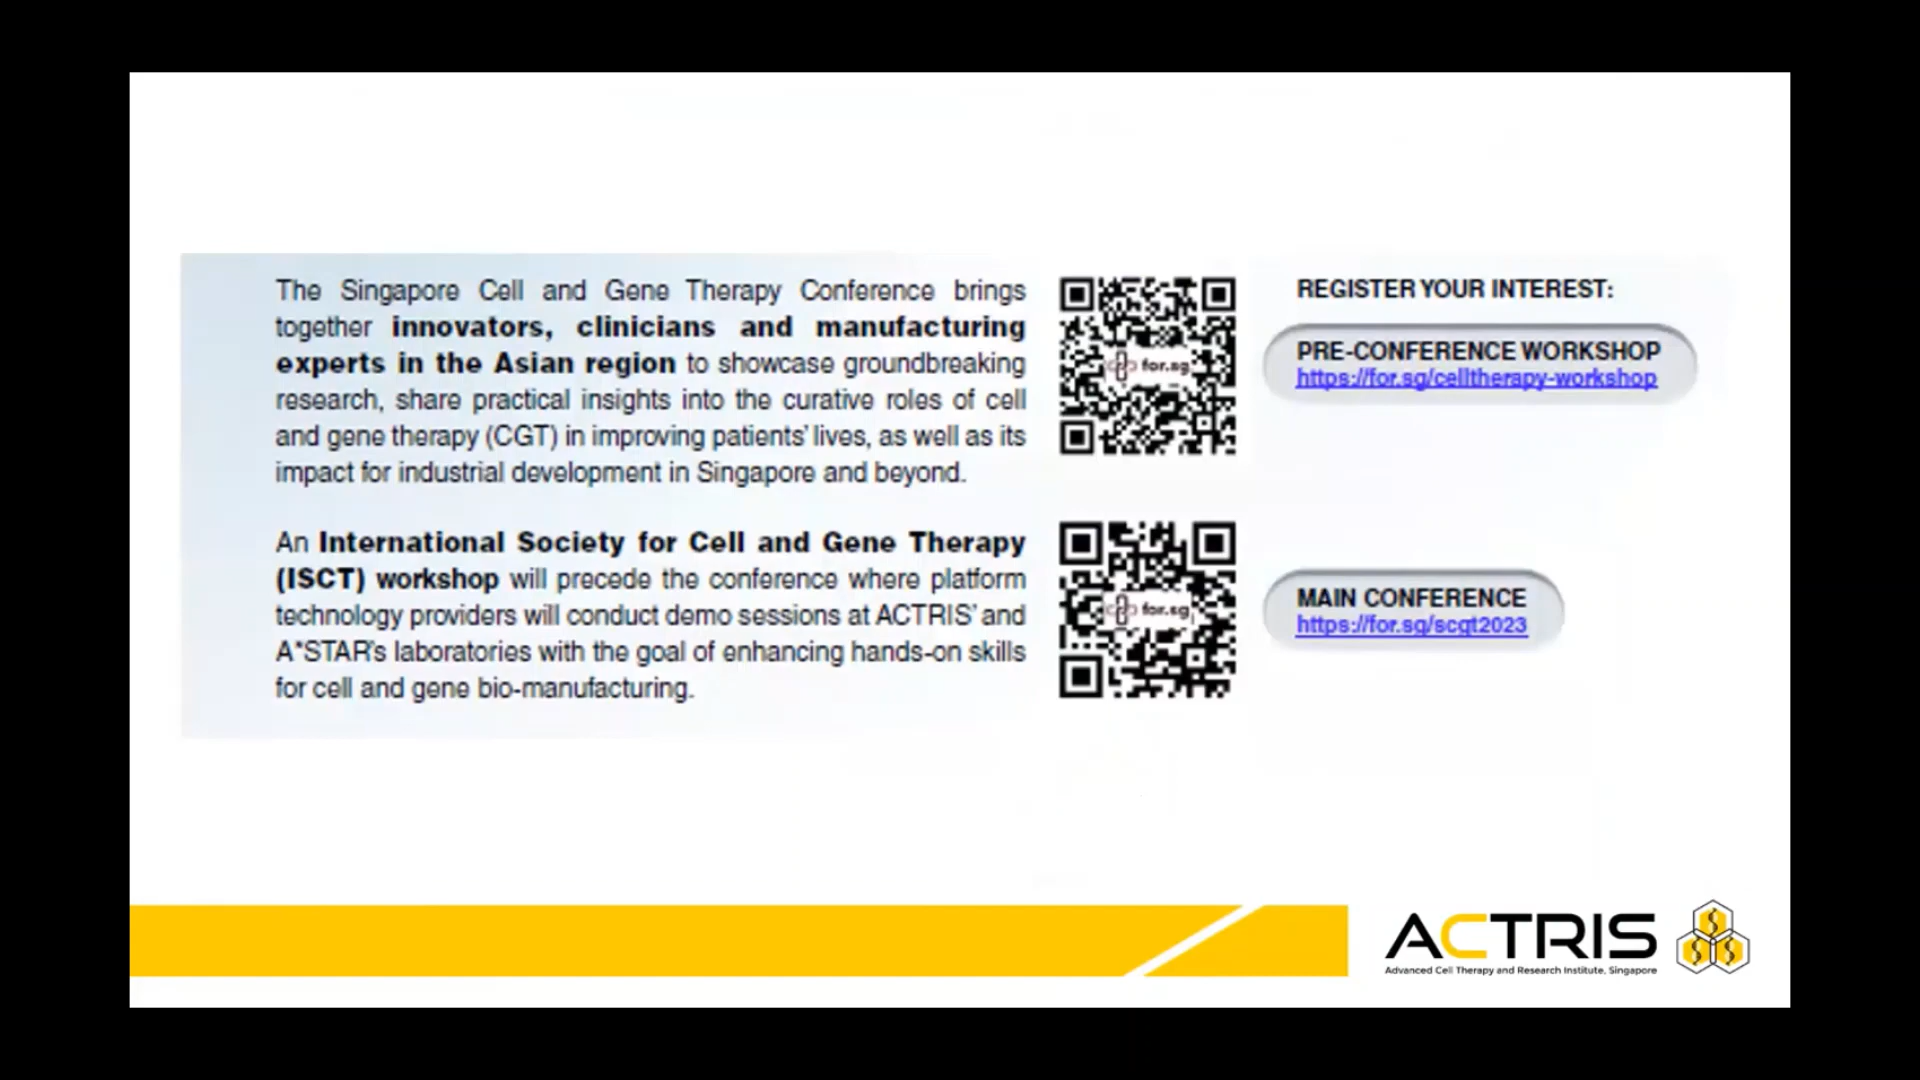 The Singapore Cell and Gene Therapy Conference brings
together innovators, clinicians and manufacturing
experts in the Asian region to showcase groundbreaking
research, share practical insights into the curative roles of cell
and gene therapy (CGT) in improving patients' lives, as well as its
impact for industrial development in Singapore and beyond.
An International Society for Cell and Gene Therapy
(ISCT) workshop will precede the conference where platform
technology providers will conduct demo sessions at ACTRIS' and
A*STAR's laboratories with the goal of enhancing hands-on skills
for cell and gene bio-manufacturing.
for.sg
for.sg
REGISTER YOUR INTEREST:
PRE-CONFERENCE WORKSHOP
https://for.sg/celltherapy-workshop
MAIN CONFERENCE
https://for.sg/scgt2023
ACTRIS
Advanced Cell Therapy and Research Institute, Singapore